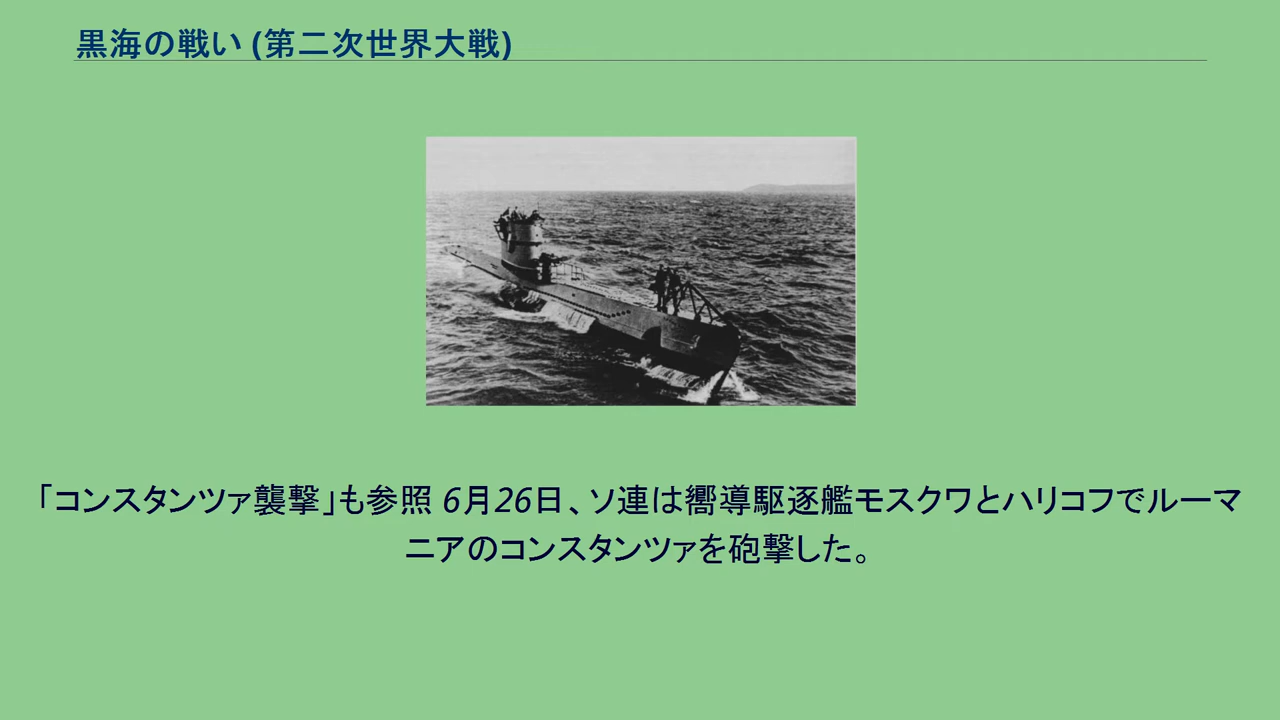 黒海の戦い (第二次世界大戦)
「コンスタンツァ襲撃」も参照 6月26日、ソ連は嚮導駆逐艦モスクワとハリコフでルーマ
ニアのコンスタンツァを砲撃した。